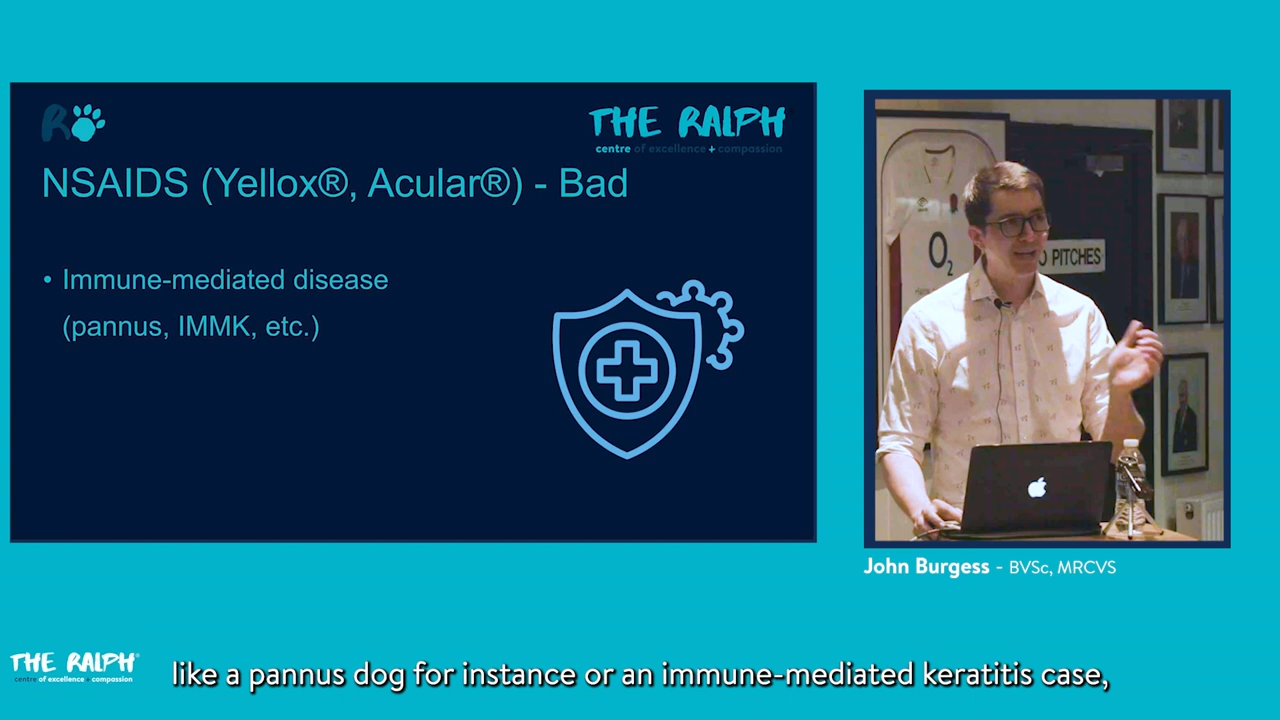 THE RALPH
centre of excellence + compassion
NSAIDS (Yellox®, Acular®) - Bad
• Immune-mediated disease
(pannus, IMMK, etc.)
O2
O PITCHES
John Burgess - BVSc, MRCVS
THE RALPH®
centre of excellence + compassion
like a pannus dog for instance or an immune-mediated keratitis case,